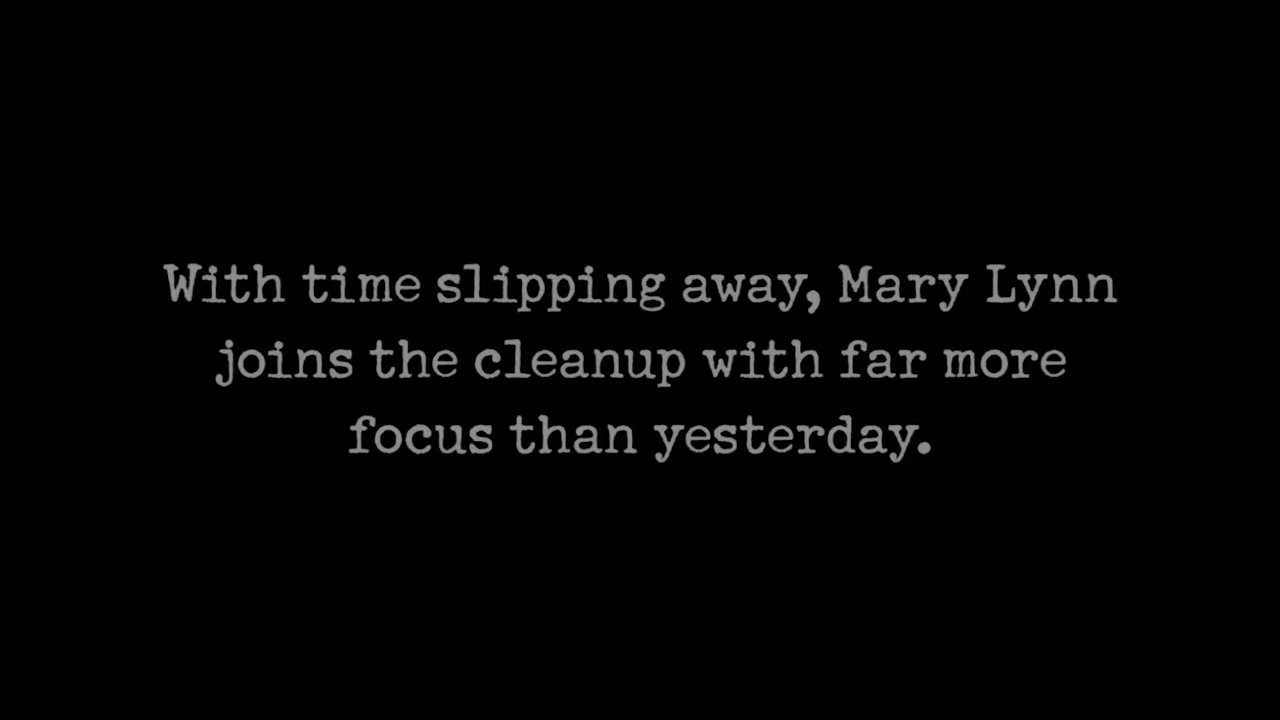 With time slipping away, Mary Lynn
joins the cleanup with far more
focus than yesterday.